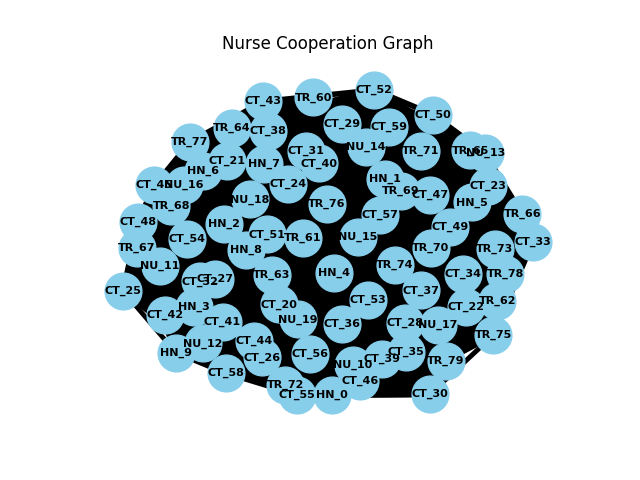 Nurse Cooperation Graph
CT_52
TR_60
CT_43
CT_50
CT_29
CT_59
TR_64
CT_38
TR_77
NU_14
CT_31
TR_71
TR_65
NU_13
CT_21
HN_7
CT_40
HN_6
HN_1
CT_24
NU_16
CT_23
TR_69
CT_47
NU_18
HN_5
TR_76
TR_68
CT_57
TR_66
CT_48
HN_2
CT_49
CT_51
NU_15
TR_61
CT_54
CT_33
TR_67
TR_70
TR_73
HN_8
NU_11
TR_74
HN_4
TR_78
CT_34
TR_63
CT_27
CT_32
CT_25
CT_37
CT_53
TR_62
CT_20
HN_3
CT_22
CT_42
NU_19
CT_41
CT_28
CT_36
NU_17
TR_75
CT_44
NU_12
CT_35
HN_9
CT_56
CT_26
CT_39
TR_79
NU_10
CT_58
CT_46
TR_72
CT_30
CT_55
HN_0